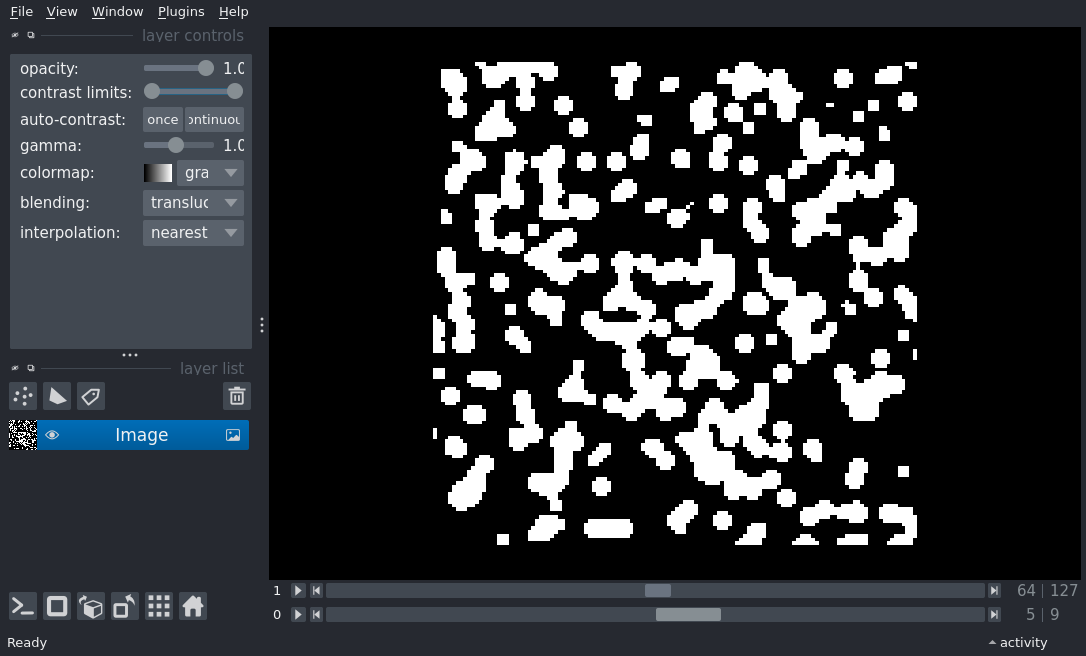 File View Window Plugins Help
layer controls
opacity: 1.0
contrast limits:
auto-contrast: once ontinuou
gamma: 1.0
colormap: gra
blending: transluc
interpolation: nearest
layer list
Image
1 64 | 127
0 5 | 9
Ready activity